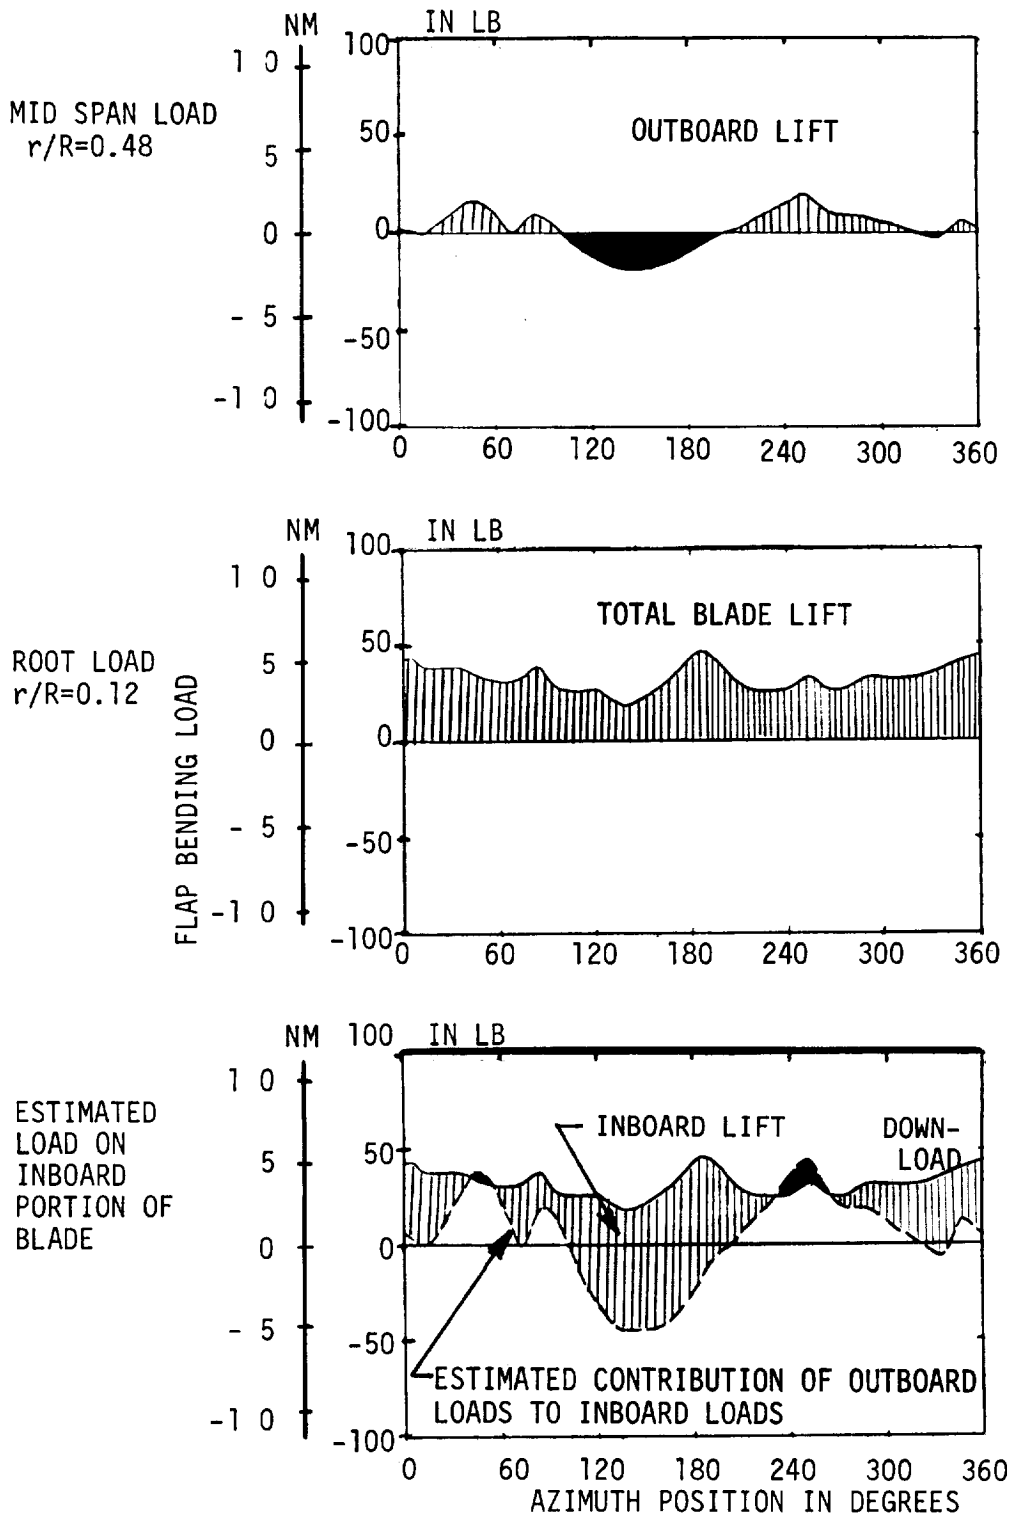 NM
IN LB
1 0
5
0
- 5
-1 0
100
50
0
-50
-100
MID SPAN LOAD
r/R=0.48
OUTBOARD LIFT
0 60 120 180 240 300 360
NM
IN LB
1 0
5
0
- 5
-1 0
100
50
0
-50
-100
ROOT LOAD
r/R=0.12
FLAP BENDING LOAD
TOTAL BLADE LIFT
0 60 120 180 240 300 360
NM
IN LB
1 0
5
0
- 5
-1 0
100
50
0
-50
-100
ESTIMATED
LOAD ON
INBOARD
PORTION OF
BLADE
INBOARD LIFT
DOWN-
LOAD
ESTIMATED CONTRIBUTION OF OUTBOARD
LOADS TO INBOARD LOADS
0 60 120 180 240 300 360
AZIMUTH POSITION IN DEGREES